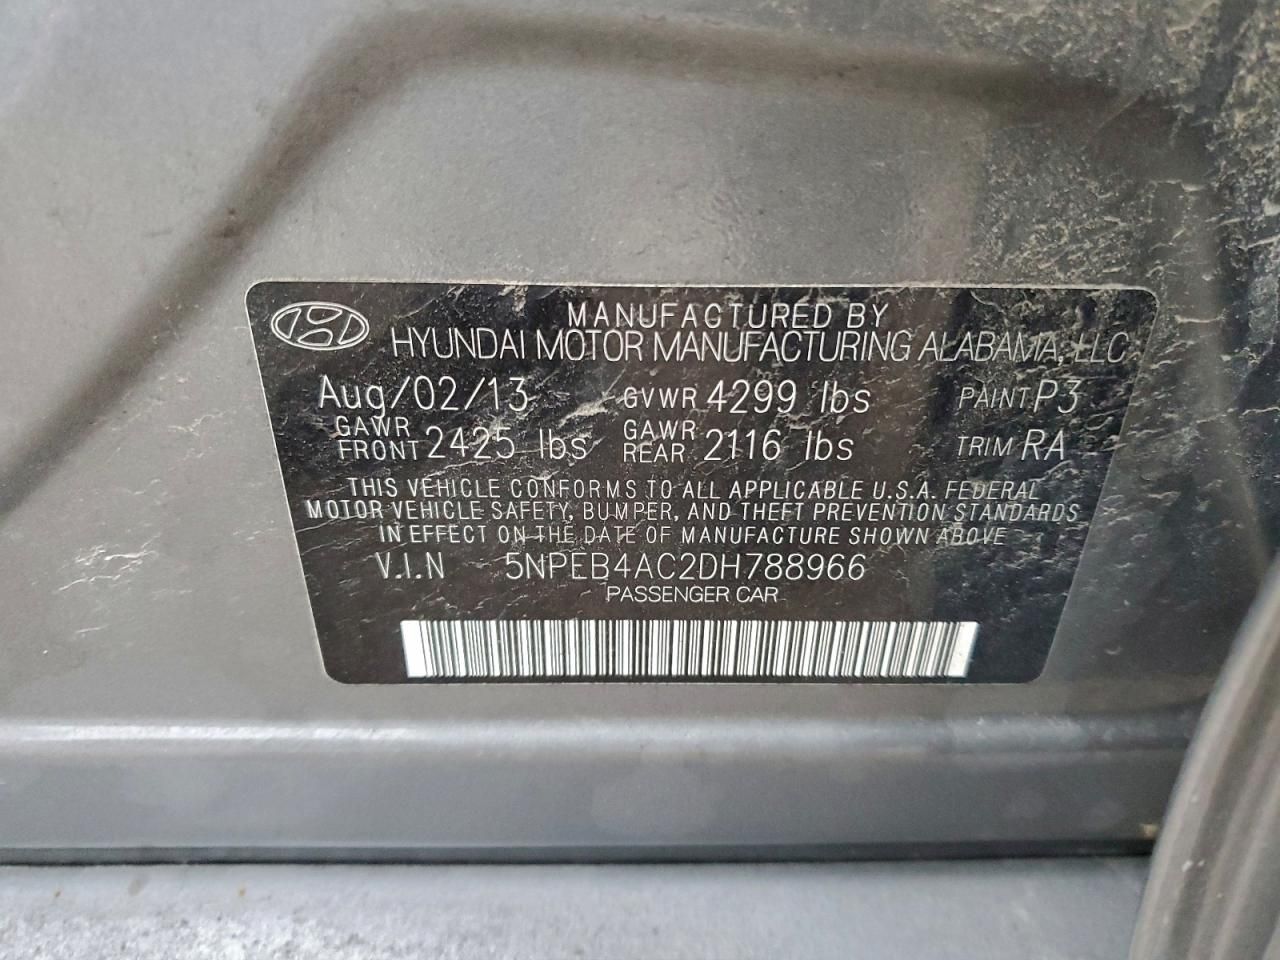 MANUFACTURED BY
HYUNDAI MOTOR MANUFACTURING ALABAMA, LLC
Aug/02/13 GVWR 4299 lbs PAINT P3
GAWR FRONT 2425 lbs GAWR REAR 2116 lbs TRIM RA
THIS VEHICLE CONFORMS TO ALL APPLICABLE U.S.A. FEDERAL
MOTOR VEHICLE SAFETY, BUMPER, AND THEFT PREVENTION STANDARDS
IN EFFECT ON THE DATE OF MANUFACTURE SHOWN ABOVE
V.I.N 5NPEB4AC2DH788966
PASSENGER CAR